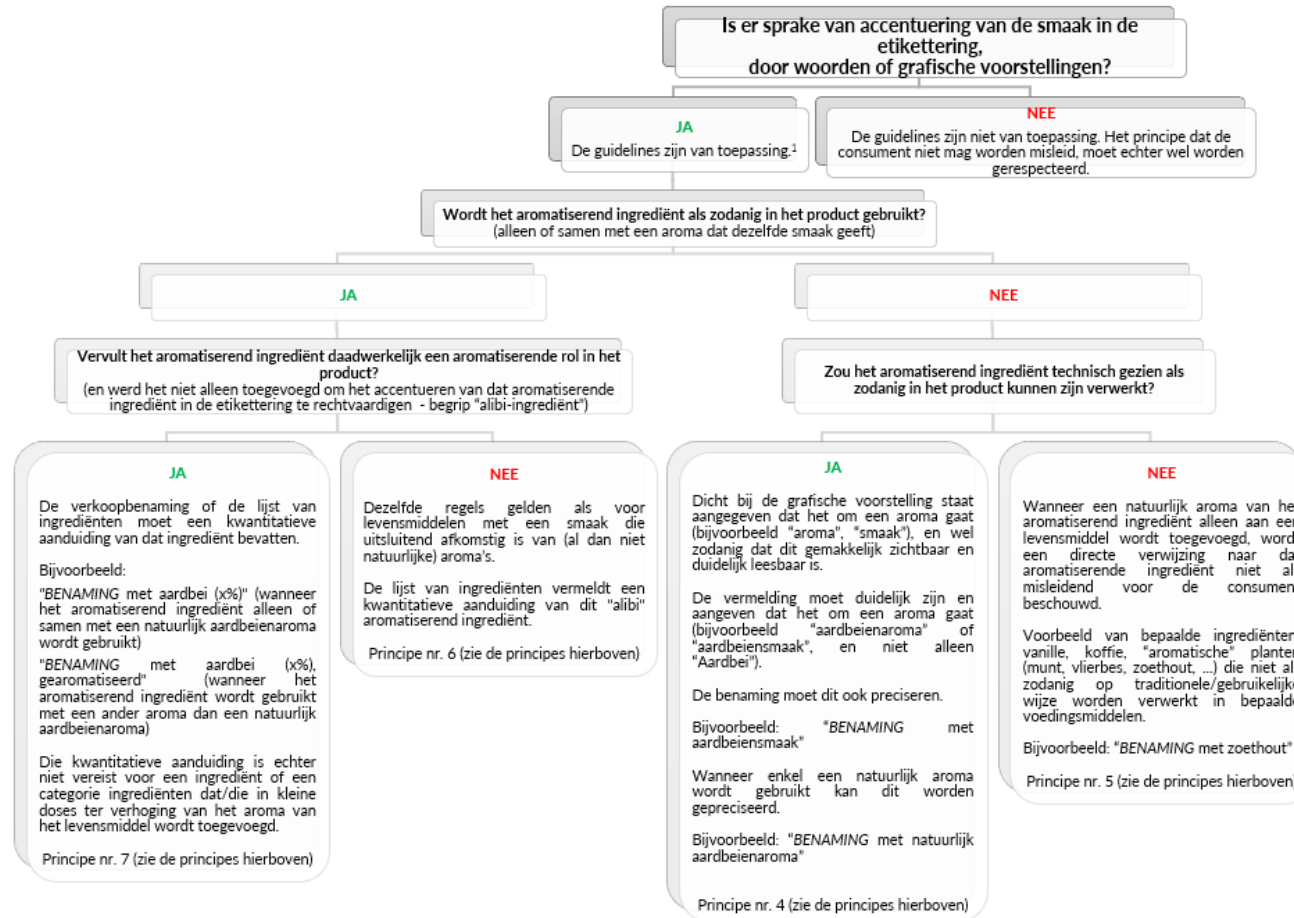 Is er sprake van accentuering van de smaak in de
etikettering,
door woorden of grafische voorstellingen?
JA
De guidelines zijn van toepassing.¹
NEE
De guidelines zijn niet van toepassing. Het principe dat de
consument niet mag worden misleid, moet echter wel worden
gerespecteerd.
Wordt het aromatiserend ingrediënt als zodanig in het product gebruikt?
(alleen of samen met een aroma dat dezelfde smaak geeft)
JA
NEE
Vervult het aromatiserend ingrediënt daadwerkelijk een aromatiserende rol in het
product?
(en werd het niet alleen toegevoegd om het accentueren van dat aromatiserende
ingrediënt in de etikettering te rechtvaardigen - begrip "alibi-ingrediënt")
Zou het aromatiserend ingrediënt technisch gezien als
zodanig in het product kunnen zijn verwerkt?
JA
De verkoopbenaming of de lijst van
ingrediënten moet een kwantitatieve
aanduiding van dat ingrediënt bevatten.
Bijvoorbeeld:
"BENAMING met aardbei (x%)" (wanneer
het aromatiserend ingrediënt alleen of
samen met een natuurlijk aardbeienaroma
wordt gebruikt)
"BENAMING met aardbei (x%),
gearomatiseerd" (wanneer het
aromatiserend ingrediënt wordt gebruikt
met een ander aroma dan een natuurlijk
aardbeienaroma)
Die kwantitatieve aanduiding is echter
niet vereist voor een ingrediënt of een
categorie ingrediënten dat/die in kleine
doses ter verhoging van het aroma van
het levensmiddel wordt toegevoegd.
Principe nr. 7 (zie de principes hierboven)
NEE
Dezelfde regels gelden als voor
levensmiddelen met een smaak die
uitsluitend afkomstig is van (al dan niet
natuurlijke) aroma's.
De lijst van ingrediënten vermeldt een
kwantitatieve aanduiding van dit "alibi"
aromatiserend ingrediënt.
Principe nr. 6 (zie de principes hierboven)
JA
Dicht bij de grafische voorstelling staat
aangegeven dat het om een aroma gaat
(bijvoorbeeld "aroma", "smaak"), en wel
zodanig dat dit gemakkelijk zichtbaar en
duidelijk leesbaar is.
De vermelding moet duidelijk zijn en
aangeven dat het om een aroma gaat
(bijvoorbeeld "aardbeienaroma" of
"aardbeiensmaak", en niet alleen
"Aardbei").
De benaming moet dit ook preciseren.
Bijvoorbeeld: "BENAMING met
aardbeiensmaak"
Wanneer enkel een natuurlijk aroma
wordt gebruikt kan dit worden
gepreciseerd.
Bijvoorbeeld: "BENAMING met natuurlijk
aardbeienaroma"
Principe nr. 4 (zie de principes hierboven)
NEE
Wanneer een natuurlijk aroma van he
aromatiserend ingrediënt alleen aan een
levensmiddel wordt toegevoegd, word
een directe verwijzing naar da
aromatiserende ingrediënt niet al
misleidend voor de consumen
beschouwd.
Voorbeeld van bepaalde ingrediënten
vanille, koffie, "aromatische" planten
(munt, vlierbes, zoethout, ...) die niet al
zodanig op traditionele/gebruikelijke
wijze worden verwerkt in bepaalde
voedingsmiddelen.
Bijvoorbeeld: "BENAMING met zoethout"
Principe nr. 5 (zie de principes hierboven)